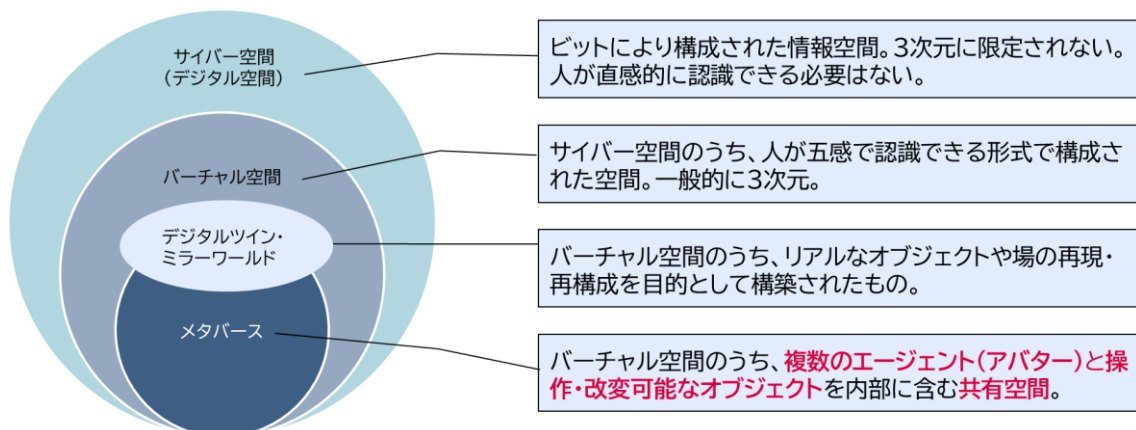 サイバー空間
（デジタル空間）
ビットにより構成された情報空間。3次元に限定されない。
人が直感的に認識できる必要はない。
バーチャル空間
サイバー空間のうち、人が五感で認識できる形式で構成さ
れた空間。一般的に3次元。
デジタルツイン・
ミラーワールド
バーチャル空間のうち、リアルなオブジェクトや場の再現・
再構成を目的として構築されたもの。
メタバース
バーチャル空間のうち、複数のエージェント（アバター）と操
作・改変可能なオブジェクトを内部に含む共有空間。